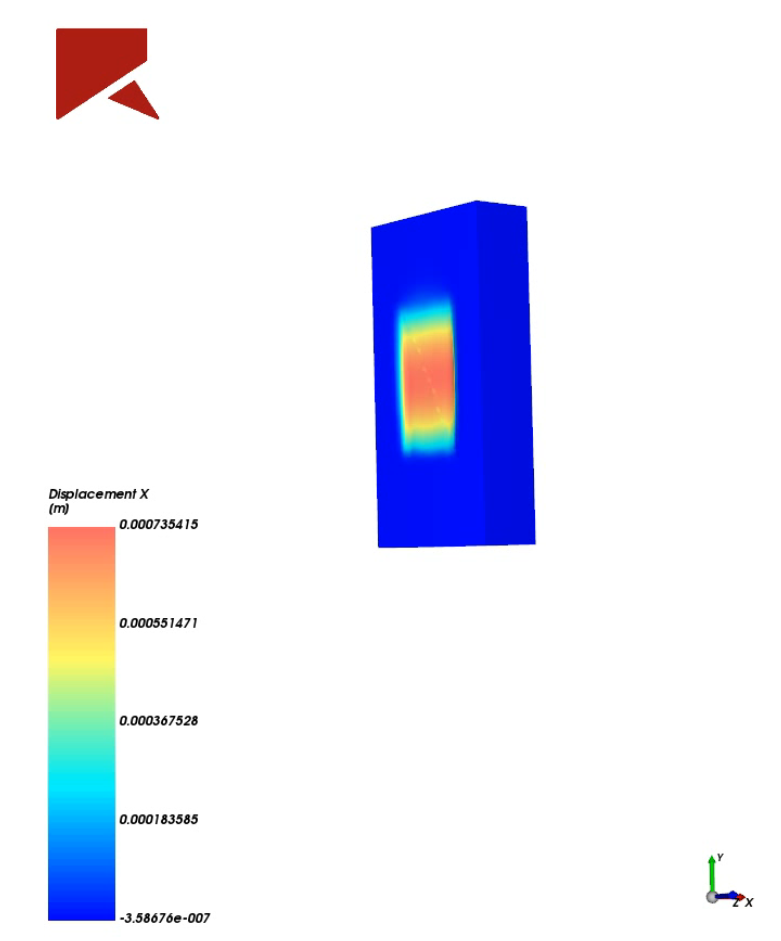 Displacement X
(m)
0.000735415
0.000551471
0.000367528
0.000183585
-3.58676e-007
Y
Z X